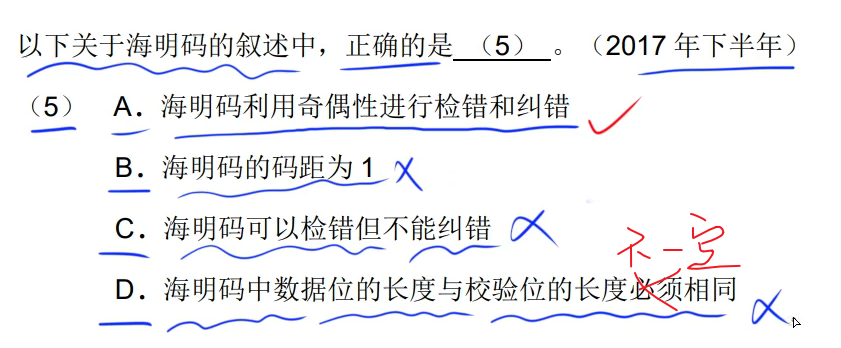 以下关于海明码的叙述中，正确的是 （5） 。（2017 年下半年）
（5） A．海明码利用奇偶性进行检错和纠错
B．海明码的码距为 1
C．海明码可以检错但不能纠错
不一定
D．海明码中数据位的长度与校验位的长度必须相同